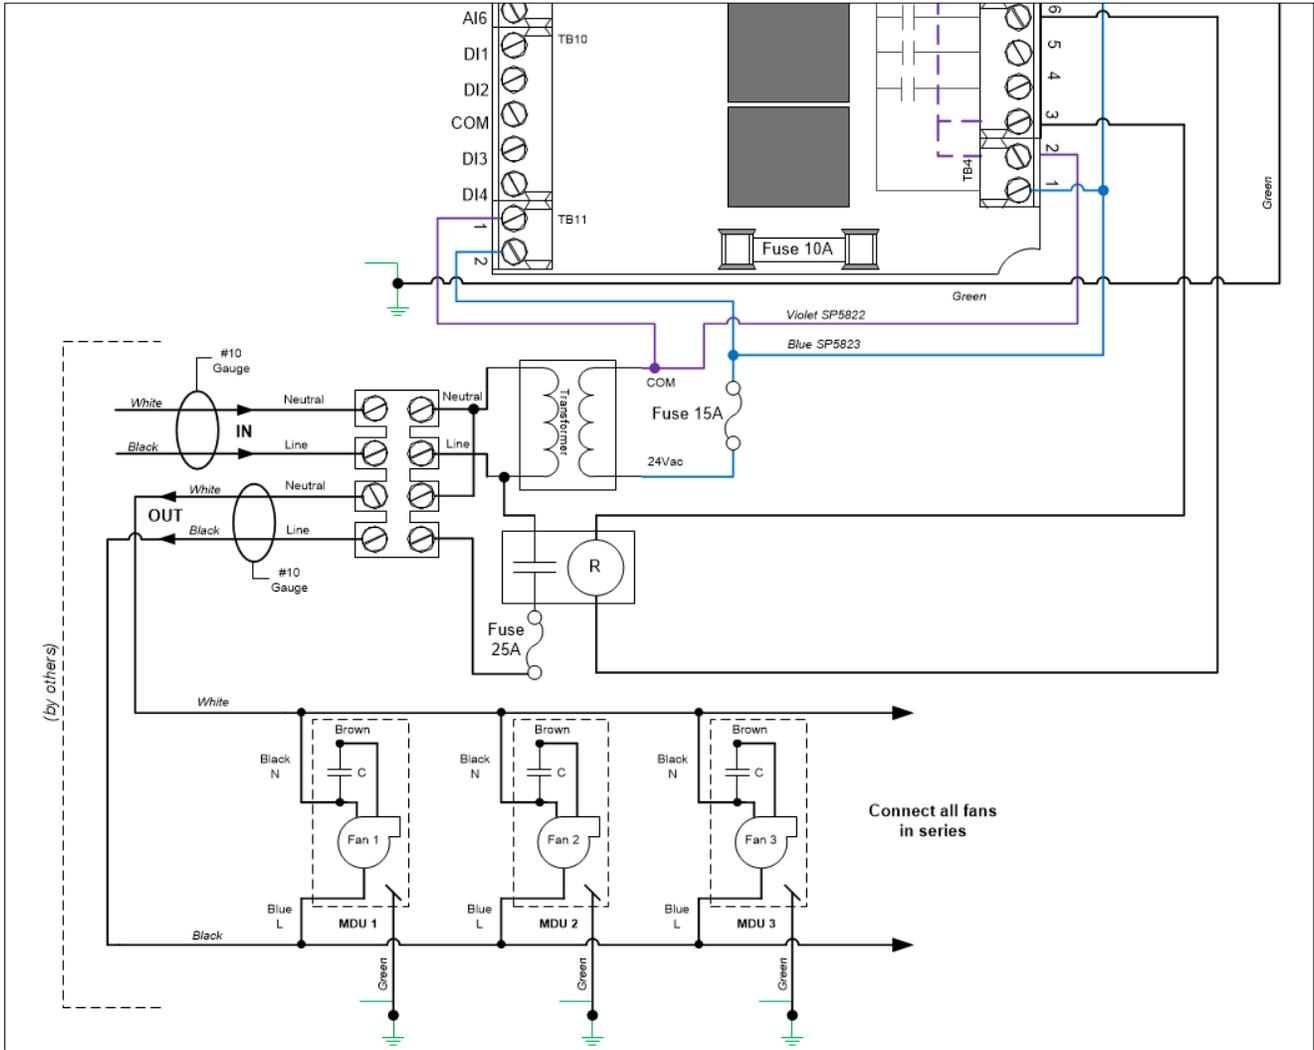 AI6
TB10
DI1
DI2
COM
DI3
DI4
TB11
1
2
6
5
4
3
2
1
TB4
Fuse 10A
Green
Green
Violet SP5822
Blue SP5823
#10
Gauge
White
Neutral
IN
Black
Line
White
Neutral
OUT
Black
Line
#10
Gauge
Neutral
Line
Transformer
COM
Fuse 15A
24Vac
R
Fuse
25A
(by others)
White
Brown
Black
N
C
Fan 1
Blue
L
MDU 1
Brown
Black
N
C
Fan 2
Blue
L
MDU 2
Brown
Black
N
C
Fan 3
Blue
L
MDU 3
Connect all fans
in series
Black
Green
Green
Green